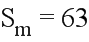 Sm = 63